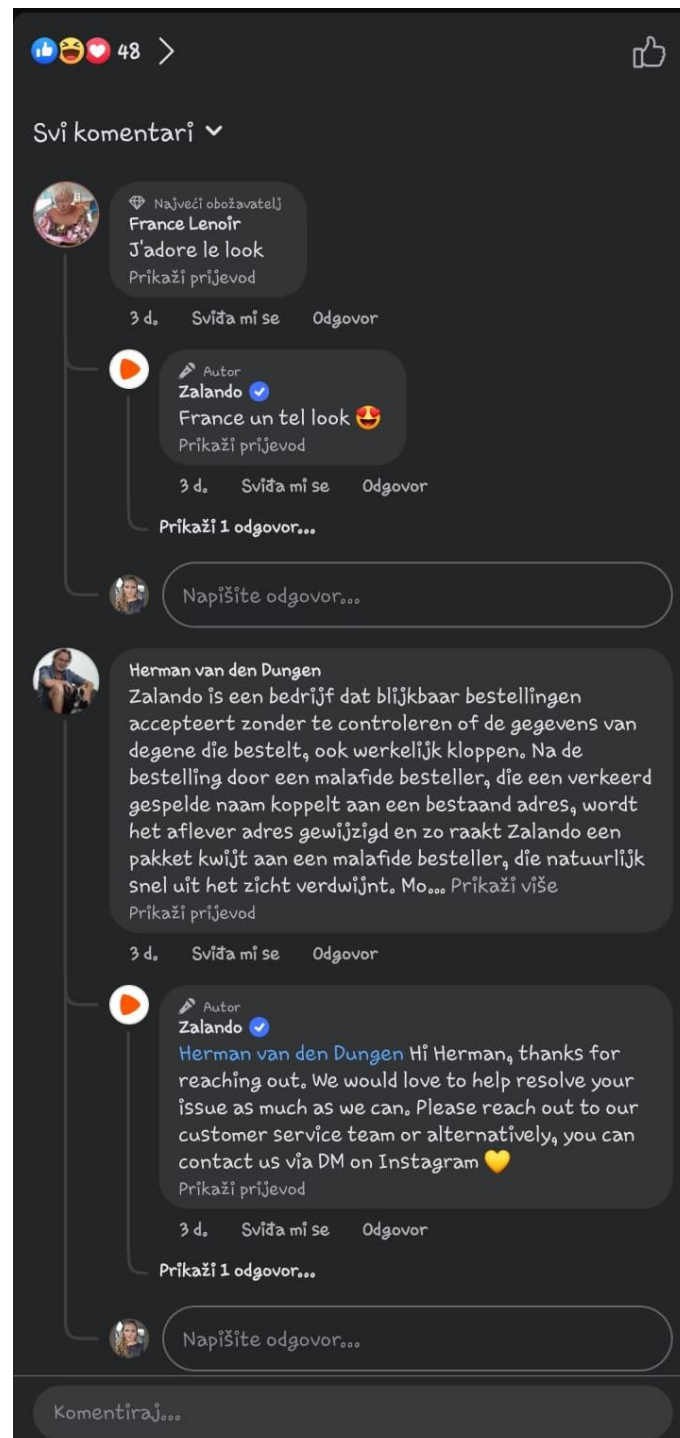 48
Svi komentari
Najveći obožavatelj
France Lenoir
J'adore le look
Prikaži prijevod
3 d. Sviđa mi se Odgovor
Autor
Zalando
France un tel look 😍
Prikaži prijevod
3 d. Sviđa mi se Odgovor
Prikaži 1 odgovor...
Napišite odgovor...
Herman van den Dungen
Zalando is een bedrijf dat blijkbaar bestellingen
accepteert zonder te controleren of de gegevens van
degene die bestelt, ook werkelijk kloppen. Na de
bestelling door een malafide besteller, die een verkeerd
gespelde naam koppelt aan een bestaand adres, wordt
het aflever adres gewijzigd en zo raakt Zalando een
pakket kwijt aan een malafide besteller, die natuurlijk
snel uit het zicht verdwijnt. Mo... Prikaži više
Prikaži prijevod
3 d. Sviđa mi se Odgovor
Autor
Zalando
Herman van den Dungen Hi Herman, thanks for
reaching out. We would love to help resolve your
issue as much as we can. Please reach out to our
customer service team or alternatively, you can
contact us via DM on Instagram 💛
Prikaži prijevod
3 d. Sviđa mi se Odgovor
Prikaži 1 odgovor...
Napišite odgovor...
Komentiraj...